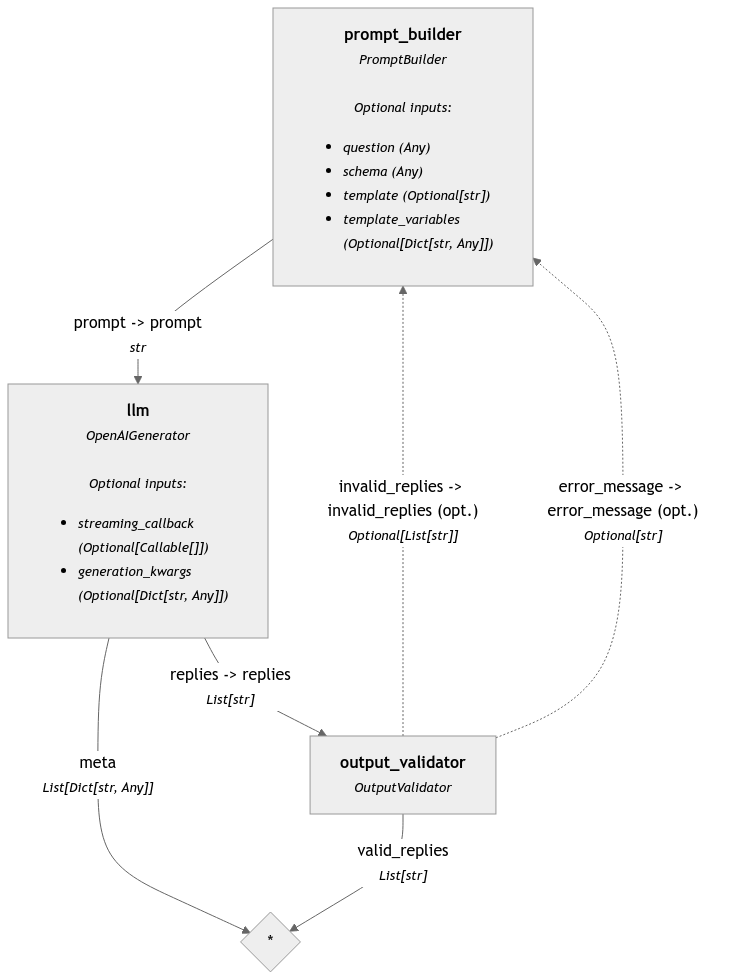 prompt_builder
PromptBuilder
Optional inputs:
• question (Any)
• schema (Any)
• template (Optional[str])
• template_variables
(Optional[Dict[str, Any]])
prompt -> prompt
str
llm
OpenAIGenerator
Optional inputs:
• streaming_callback
(Optional[Callable[]])
• generation_kwargs
(Optional[Dict[str, Any]])
invalid_replies ->
invalid_replies (opt.)
Optional[List[str]]
error_message ->
error_message (opt.)
Optional[str]
replies -> replies
List[str]
meta
List[Dict[str, Any]]
output_validator
OutputValidator
valid_replies
List[str]
*